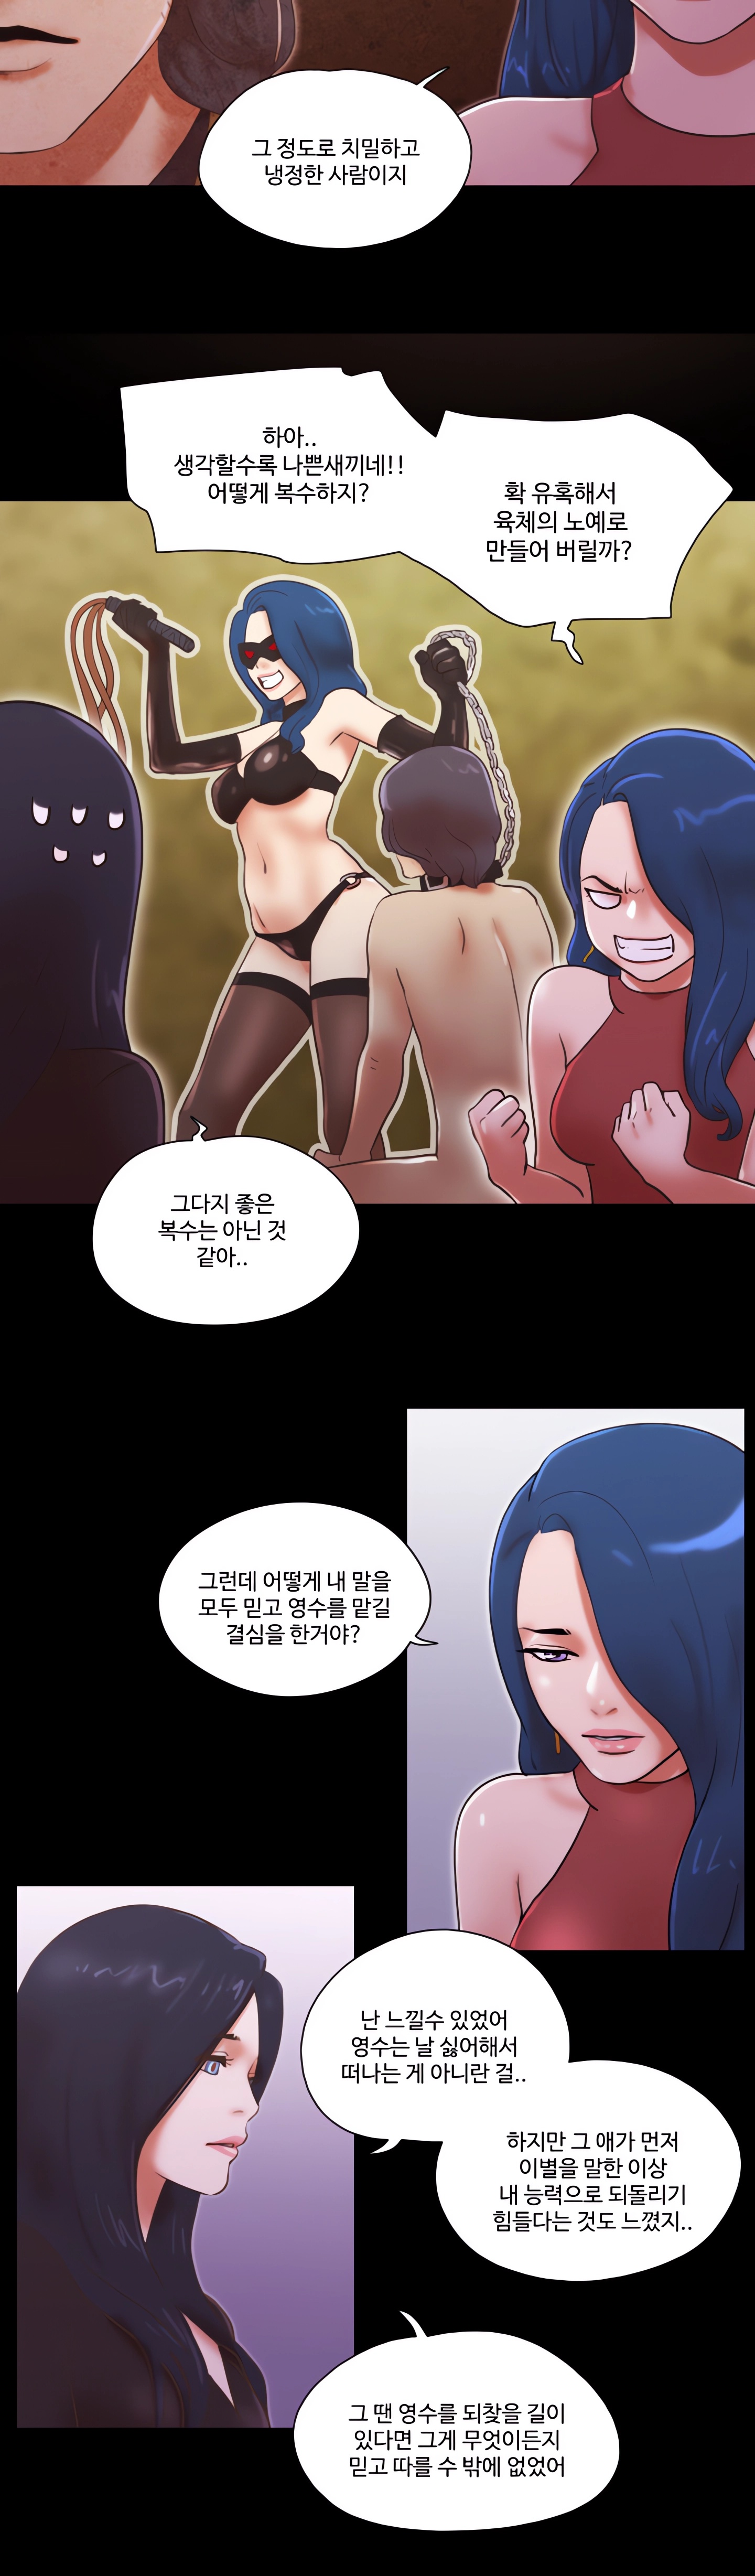 그 정도로 치밀하고
냉정한 사람이지
하아..
생각할수록 나쁜새끼네!!
어떻게 복수하지?
확 유혹해서
육체의 노예로
만들어 버릴까?
그다지 좋은
복수는 아닌 것
같아..
그런데 어떻게 내 말을
모두 믿고 영수를 맡길
결심을 한거야?
난 느낄수 있었어
영수는 날 싫어해서
떠나는 게 아니란 걸..
하지만 그 애가 먼저
이별을 말한 이상
내 능력으로 되돌리기
힘들다는 것도 느꼈지..
그 땐 영수를 되찾을 길이
있다면 그게 무엇이든지
믿고 따를 수 밖에 없었어